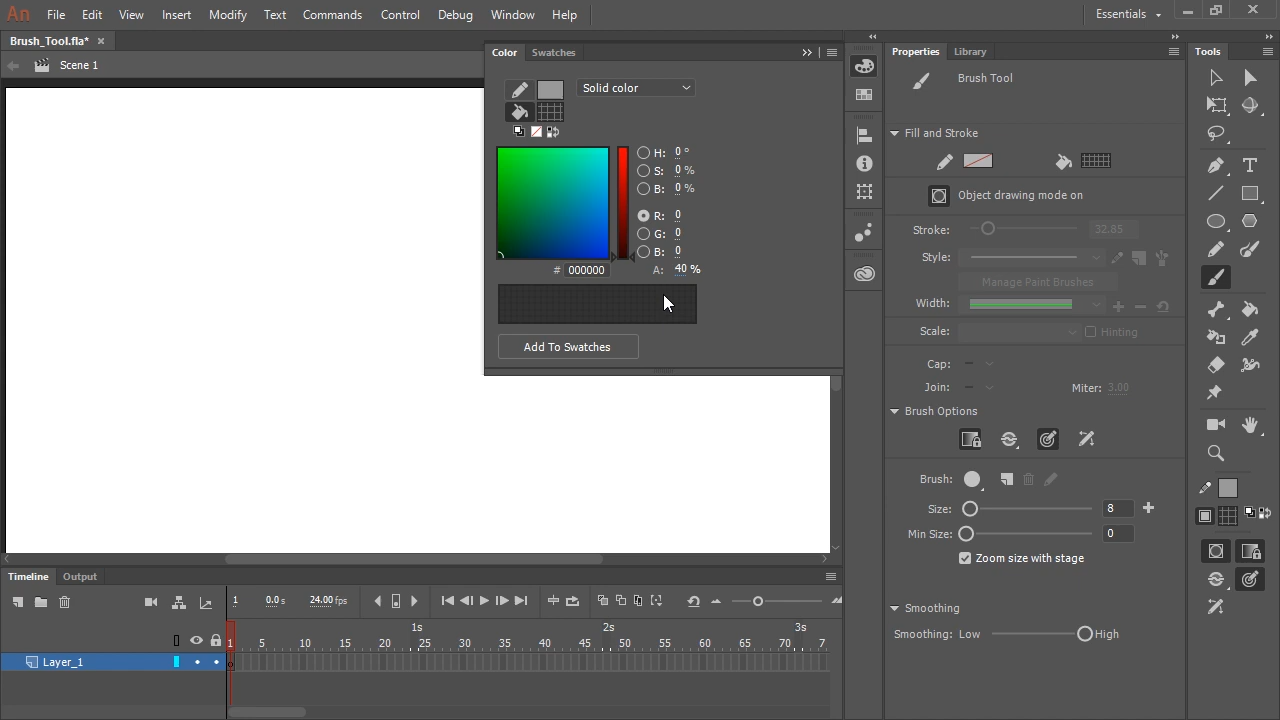 An File Edit View Insert Modify Text Commands Control Debug Window Help
Essentials
Brush_Tool.fla*
Scene 1
Color Swatches
Solid color
H: 0 °
S: 0 %
B: 0 %
R: 0
G: 0
B: 0
# 000000
A: 40 %
Add To Swatches
Properties Library
Brush Tool
Fill and Stroke
Object drawing mode on
Stroke: 32.85
Style:
Manage Paint Brushes
Width:
Scale: Hinting
Cap:
Join: Miter: 3.00
Brush Options
Brush:
Size: 8
Min Size: 0
Zoom size with stage
Smoothing
Smoothing: Low High
Tools
T
Timeline Output
1 0.0 s 24.00 fps
1s 2s 3s
1 5 10 15 20 25 30 35 40 45 50 55 60 65 70 7
Layer_1